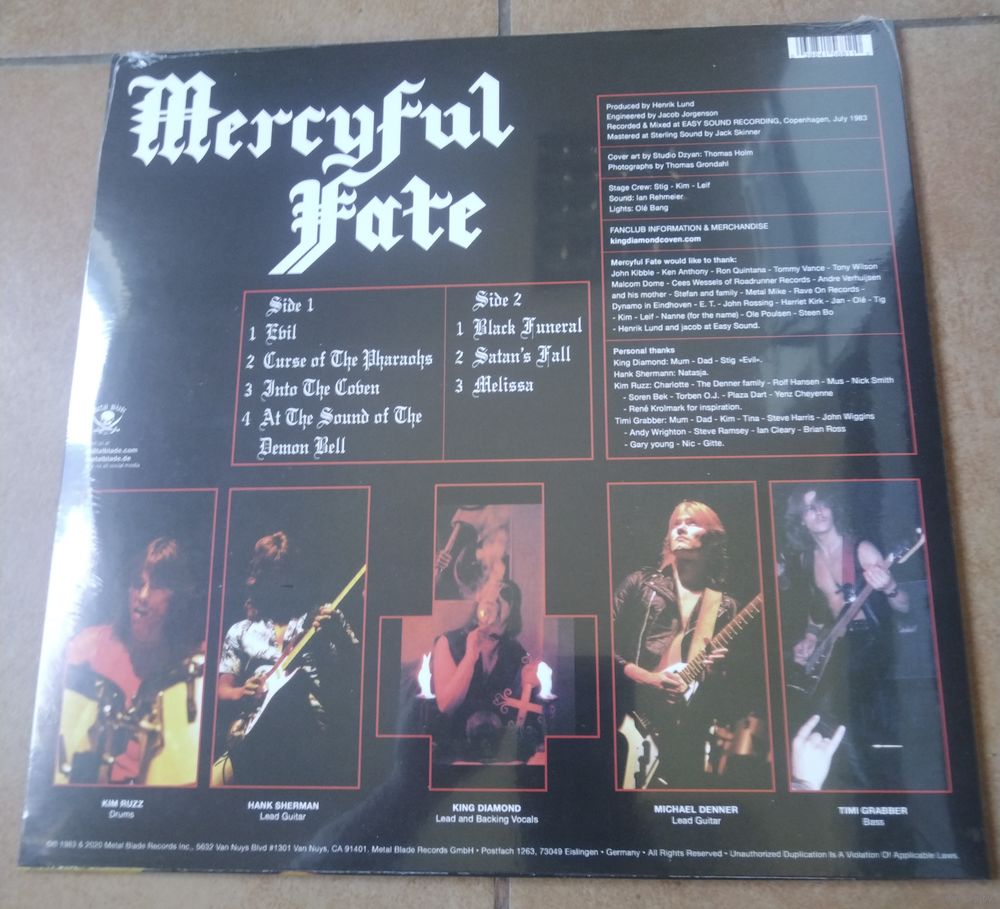 Mercyful
Fate
Produced by Henrik Lund
Engineered by Jacob Jorgenson
Recorded & Mixed at EASY SOUND RECORDING, Copenhagen, July 1983
Mastered at Sterling Sound by Jack Skinner
Cover art by Studio Dzyan: Thomas Holm
Photographs by Thomas Grondahl
Stage Crew: Stig - Kim - Leif
Sound: Ian Rehmeier
Lights: Olé Bang
FANCLUB INFORMATION & MERCHANDISE
kingdiamondcoven.com
Mercyful Fate would like to thank:
John Kibble - Ken Anthony - Ron Quintana - Tommy Vance - Tony Wilson
Malcom Dome - Cees Wessels of Roadrunner Records - Andre Verhuijsen
and his mother - Stefan and family - Metal Mike - Rave On Records -
Dynamo in Eindhoven - E. T. - John Rossing - Harriet Kirk - Jan - Olé - Tig
- Kim - Leif - Nanne (for the name) - Ole Poulsen - Steen Bo
- Henrik Lund and jacob at Easy Sound.
Personal thanks
King Diamond: Mum - Dad - Stig «Evil».
Hank Shermann: Natasja.
Kim Ruzz: Charlotte - The Denner family - Rolf Hansen - Mus - Nick Smith
- Soren Bek - Torben O.J. - Plaza Dart - Yenz Cheyenne
- René Krolmark for inspiration.
Timi Grabber: Mum - Dad - Kim - Tina - Steve Harris - John Wiggins
- Andy Wrighton - Steve Ramsey - Ian Cleary - Brian Ross
- Gary young - Nic - Gitte.
Side 1
1 Evil
2 Curse of The Pharaohs
3 Into The Coven
4 At The Sound of The
Demon Bell
Side 2
1 Black Funeral
2 Satan's Fall
3 Melissa
talblade.com
talblade.de
KIM RUZZ
Drums
HANK SHERMAN
Lead Guitar
KING DIAMOND
Lead and Backing Vocals
MICHAEL DENNER
Lead Guitar
TIMI GRABBER
Bass
1983 & 2020 Metal Blade Records Inc., 5632 Van Nuys Blvd #1301 Van Nuys, CA 91401. Metal Blade Records GmbH • Postfach 1263, 73049 Eislingen • Germany • All Rights Reserved • Unauthorized Duplication Is A Violation Of Applicable Laws.